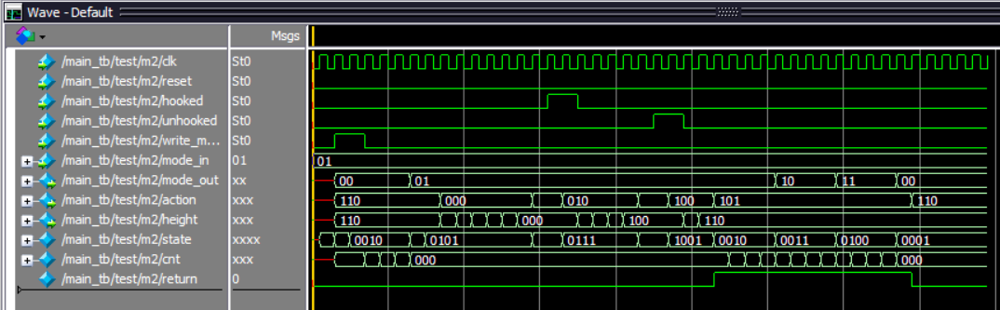 Wave - Default
Msgs
/main_tb/test/m2/clk St0
/main_tb/test/m2/reset St0
/main_tb/test/m2/hooked St0
/main_tb/test/m2/unhooked St0
/main_tb/test/m2/write_m... St0
/main_tb/test/m2/mode_in 01 01
/main_tb/test/m2/mode_out xx 00 01 10 11 00
/main_tb/test/m2/action xxx 110 000 010 100 101 110
/main_tb/test/m2/height xxx 110 000 100 110
/main_tb/test/m2/state xxxx 0010 0101 0111 1001 0010 0011 0100 0001
/main_tb/test/m2/cnt xxx 000 000
/main_tb/test/m2/return 0